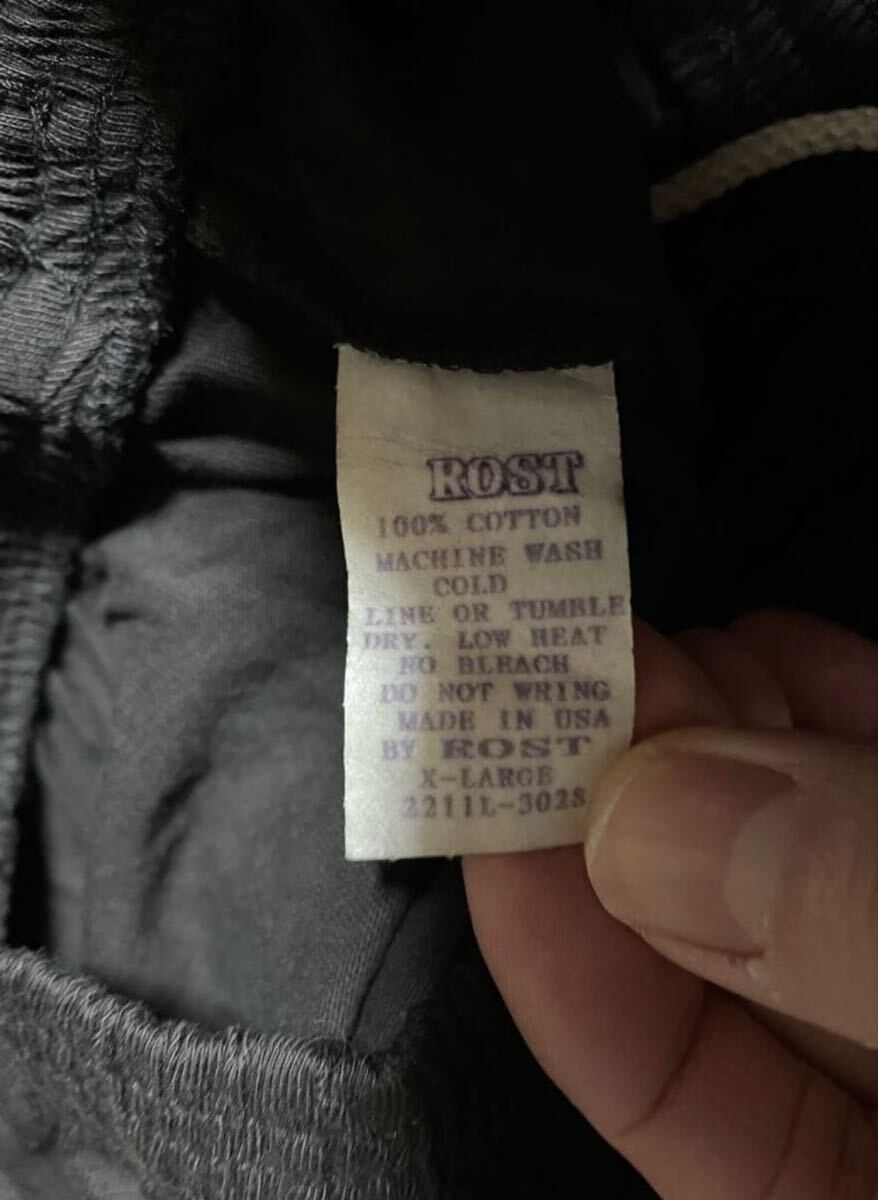 ROST
100% COTTON
MACHINE WASH
COLD
LINE OR TUMBLE
DRY. LOW HEAT
NO BLEACH
DO NOT WRING
MADE IN USA
BY ROST
X-LARGE
2211L-3028